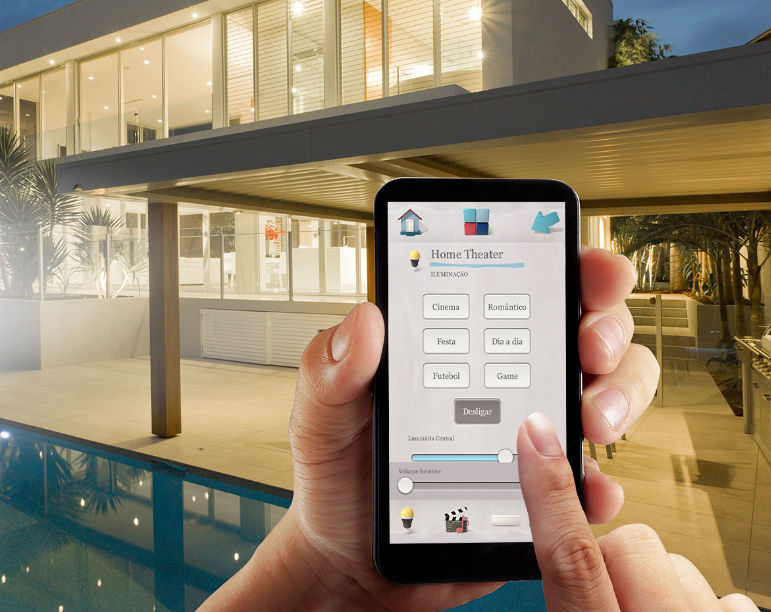 Home Theater
ILUMINAÇÃO
Cinema
Romântico
Festa
Dia a dia
Futebol
Game
Desligar
Luminária Central
Volume Receiver